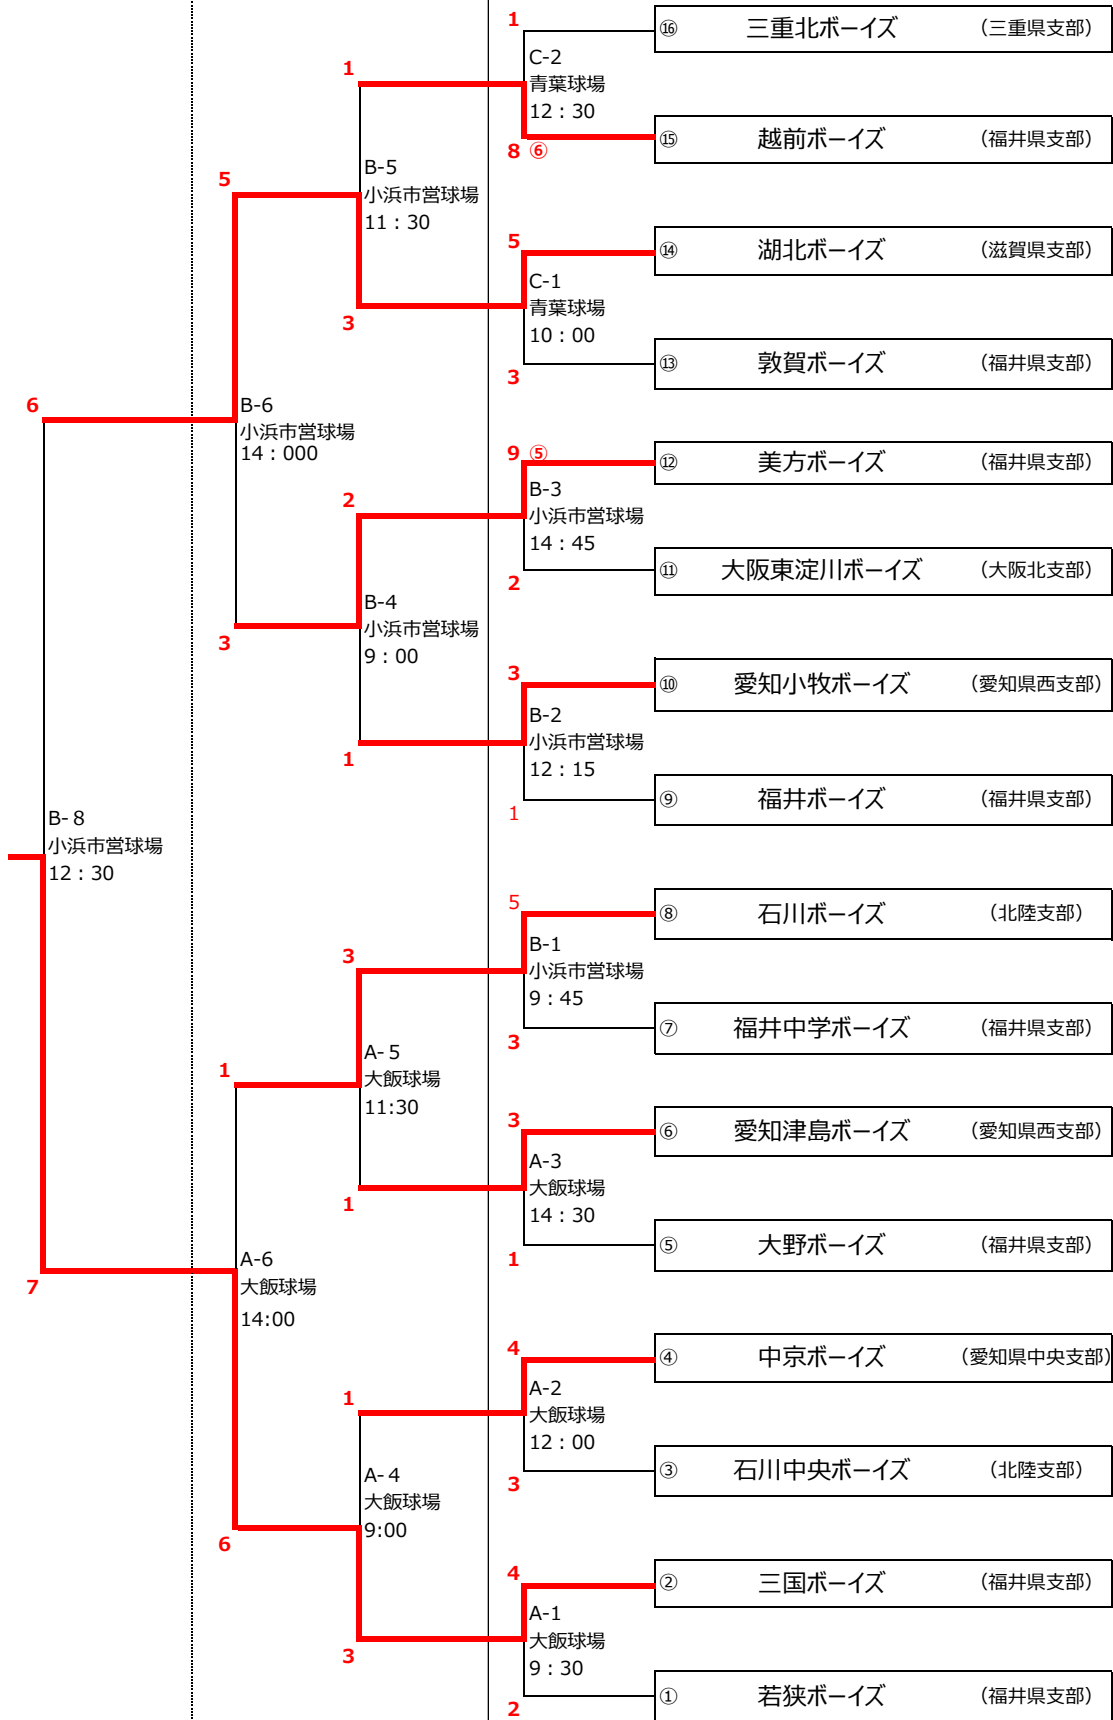 1
⑯ 三重北ボーイズ （三重県支部）
C-2
青葉球場
12：30
1
8 ⑥
⑮ 越前ボーイズ （福井県支部）
B-5
小浜市営球場
11：30
5
5
⑭ 湖北ボーイズ （滋賀県支部）
C-1
青葉球場
10：00
3
3
⑬ 敦賀ボーイズ （福井県支部）
6
B-6
小浜市営球場
14：000
9 ⑤
⑫ 美方ボーイズ （福井県支部）
2
B-3
小浜市営球場
14：45
2
⑪ 大阪東淀川ボーイズ （大阪北支部）
B-4
小浜市営球場
9：00
3
3
⑩ 愛知小牧ボーイズ （愛知県西支部）
B-2
小浜市営球場
12：15
1
1
⑨ 福井ボーイズ （福井県支部）
B-８
小浜市営球場
12：30
5
⑧ 石川ボーイズ （北陸支部）
B-1
小浜市営球場
9：45
3
3
⑦ 福井中学ボーイズ （福井県支部）
A-５
大飯球場
11:30
1
3
⑥ 愛知津島ボーイズ （愛知県西支部）
A-3
大飯球場
14：30
1
1
⑤ 大野ボーイズ （福井県支部）
A-6
大飯球場
14:00
7
4
④ 中京ボーイズ （愛知県中央支部）
A-2
大飯球場
12：00
1
3
③ 石川中央ボーイズ （北陸支部）
A-４
大飯球場
9:00
6
4
② 三国ボーイズ （福井県支部）
A-1
大飯球場
9：30
3
2
① 若狭ボーイズ （福井県支部）